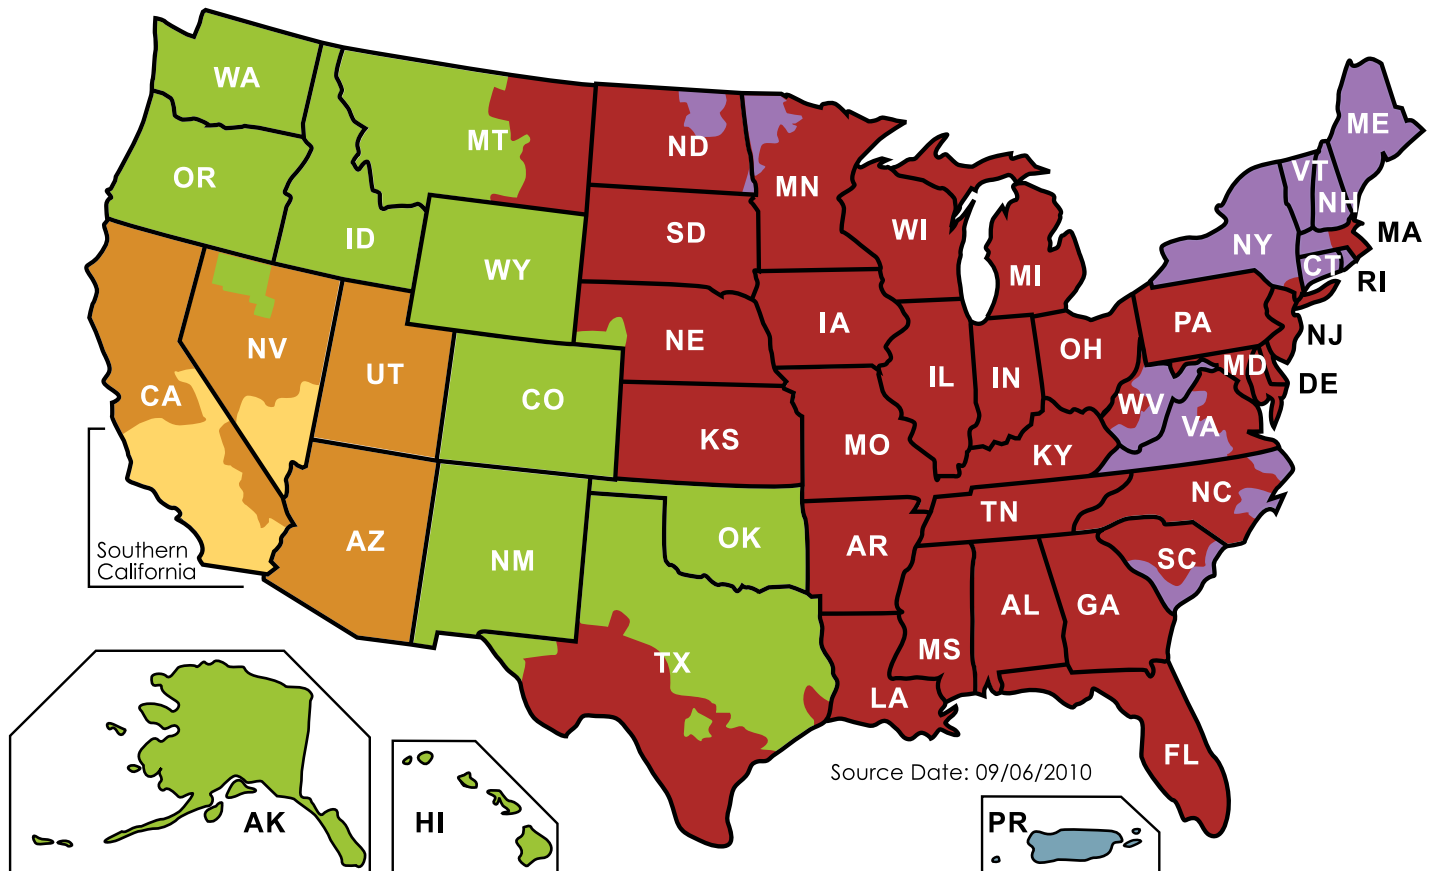 WA
OR
ID
MT
WY
ND
SD
NE
KS
MN
WI
IA
MI
IL
IN
OH
PA
NY
VT
NH
ME
MA
CT
RI
NJ
MD
DE
WV
VA
NV
UT
CO
CA
AZ
NM
OK
TX
MO
KY
TN
NC
SC
AR
MS
AL
GA
LA
FL
Southern
California
Source Date: 09/06/2010
AK
HI
PR